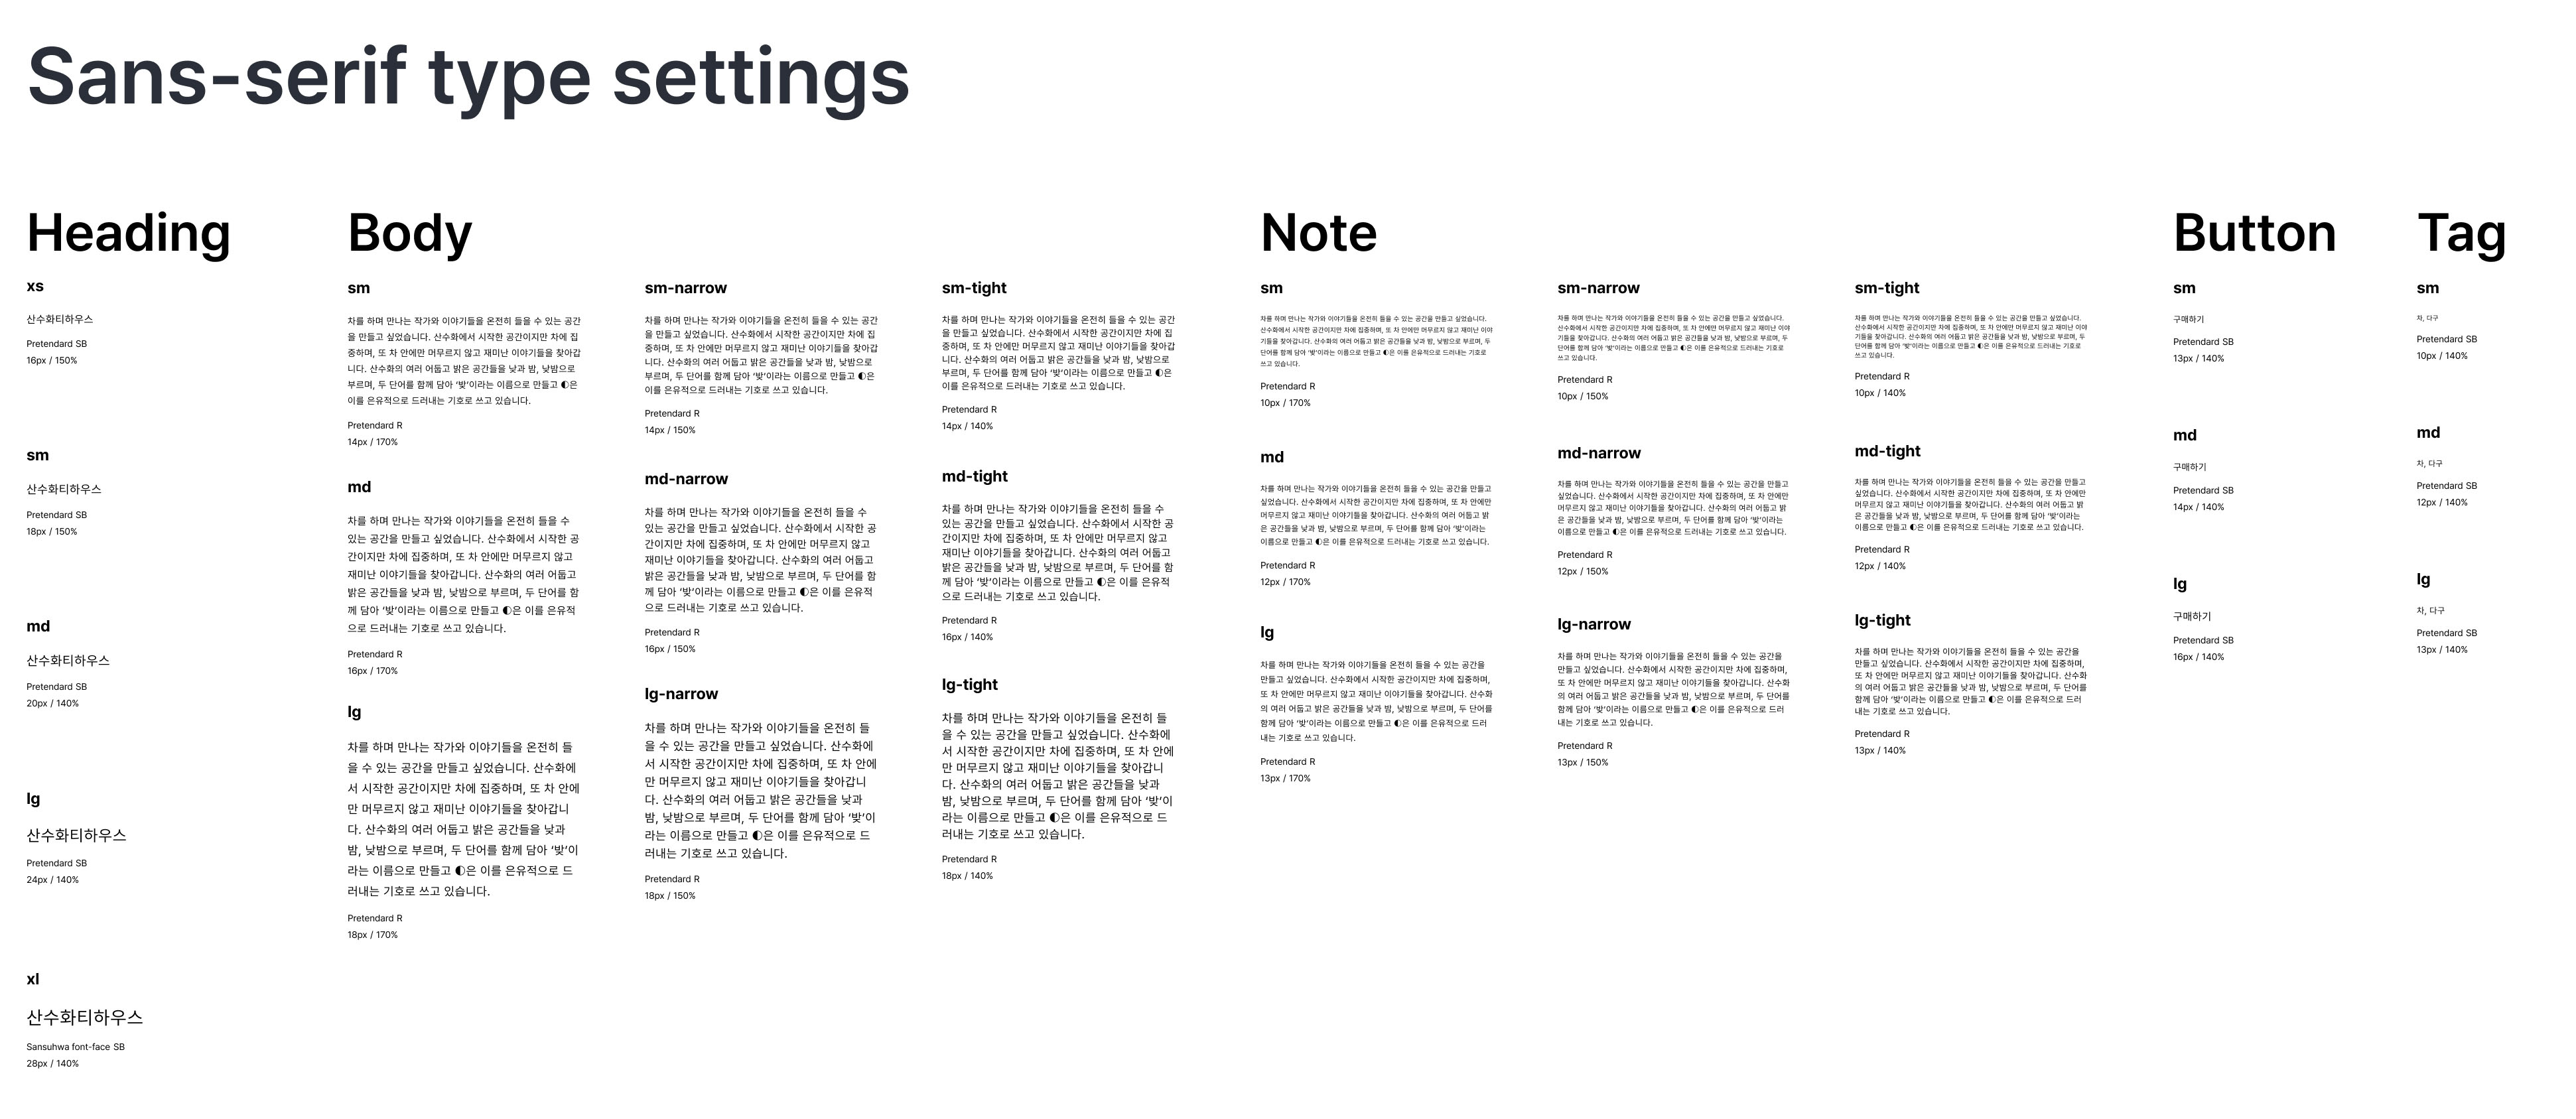 Sans-serif type settings
Heading
xs
산수화티하우스
Pretendard SB
16px / 150%
sm
산수화티하우스
Pretendard SB
18px / 150%
md
산수화티하우스
Pretendard SB
20px / 140%
lg
산수화티하우스
Pretendard SB
24px / 140%
xl
산수화티하우스
Sansuhwa font-face SB
28px / 140%
Body
sm
차를 하며 만나는 작가와 이야기들을 온전히 들을 수 있는 공간
을 만들고 싶었습니다. 산수화에서 시작한 공간이지만 차에 집
중하며, 또 차 안에만 머무르지 않고 재미난 이야기들을 찾아갑
니다. 산수화의 여러 어둡고 밝은 공간들을 낮과 밤, 낮밤으로
부르며, 두 단어를 함께 담아 ‘밫’이라는 이름으로 만들고 ◐은
이를 은유적으로 드러내는 기호로 쓰고 있습니다.
Pretendard R
14px / 170%
md
차를 하며 만나는 작가와 이야기들을 온전히 들을 수
있는 공간을 만들고 싶었습니다. 산수화에서 시작한 공
간이지만 차에 집중하며, 또 차 안에만 머무르지 않고
재미난 이야기들을 찾아갑니다. 산수화의 여러 어둡고
밝은 공간들을 낮과 밤, 낮밤으로 부르며, 두 단어를 함
께 담아 ‘밫’이라는 이름으로 만들고 ◐은 이를 은유적
으로 드러내는 기호로 쓰고 있습니다.
Pretendard R
16px / 170%
lg
차를 하며 만나는 작가와 이야기들을 온전히 들
을 수 있는 공간을 만들고 싶었습니다. 산수화에
서 시작한 공간이지만 차에 집중하며, 또 차 안에
만 머무르지 않고 재미난 이야기들을 찾아갑니
다. 산수화의 여러 어둡고 밝은 공간들을 낮과
밤, 낮밤으로 부르며, 두 단어를 함께 담아 ‘밫’이
라는 이름으로 만들고 ◐은 이를 은유적으로 드
러내는 기호로 쓰고 있습니다.
Pretendard R
18px / 170%
sm-narrow
차를 하며 만나는 작가와 이야기들을 온전히 들을 수 있는 공간
을 만들고 싶었습니다. 산수화에서 시작한 공간이지만 차에 집
중하며, 또 차 안에만 머무르지 않고 재미난 이야기들을 찾아갑
니다. 산수화의 여러 어둡고 밝은 공간들을 낮과 밤, 낮밤으로
부르며, 두 단어를 함께 담아 ‘밫’이라는 이름으로 만들고 ◐은
이를 은유적으로 드러내는 기호로 쓰고 있습니다.
Pretendard R
14px / 150%
md-narrow
차를 하며 만나는 작가와 이야기들을 온전히 들을 수
있는 공간을 만들고 싶었습니다. 산수화에서 시작한 공
간이지만 차에 집중하며, 또 차 안에만 머무르지 않고
재미난 이야기들을 찾아갑니다. 산수화의 여러 어둡고
밝은 공간들을 낮과 밤, 낮밤으로 부르며, 두 단어를 함
께 담아 ‘밫’이라는 이름으로 만들고 ◐은 이를 은유적
으로 드러내는 기호로 쓰고 있습니다.
Pretendard R
16px / 150%
lg-narrow
차를 하며 만나는 작가와 이야기들을 온전히 들
을 수 있는 공간을 만들고 싶었습니다. 산수화에
서 시작한 공간이지만 차에 집중하며, 또 차 안에
만 머무르지 않고 재미난 이야기들을 찾아갑니
다. 산수화의 여러 어둡고 밝은 공간들을 낮과
밤, 낮밤으로 부르며, 두 단어를 함께 담아 ‘밫’이
라는 이름으로 만들고 ◐은 이를 은유적으로 드
러내는 기호로 쓰고 있습니다.
Pretendard R
18px / 150%
sm-tight
차를 하며 만나는 작가와 이야기들을 온전히 들을 수 있는 공간
을 만들고 싶었습니다. 산수화에서 시작한 공간이지만 차에 집
중하며, 또 차 안에만 머무르지 않고 재미난 이야기들을 찾아갑
니다. 산수화의 여러 어둡고 밝은 공간들을 낮과 밤, 낮밤으로
부르며, 두 단어를 함께 담아 ‘밫’이라는 이름으로 만들고 ◐은
이를 은유적으로 드러내는 기호로 쓰고 있습니다.
Pretendard R
14px / 140%
md-tight
차를 하며 만나는 작가와 이야기들을 온전히 들을 수
있는 공간을 만들고 싶었습니다. 산수화에서 시작한 공
간이지만 차에 집중하며, 또 차 안에만 머무르지 않고
재미난 이야기들을 찾아갑니다. 산수화의 여러 어둡고
밝은 공간들을 낮과 밤, 낮밤으로 부르며, 두 단어를 함
께 담아 ‘밫’이라는 이름으로 만들고 ◐은 이를 은유적
으로 드러내는 기호로 쓰고 있습니다.
Pretendard R
16px / 140%
lg-tight
차를 하며 만나는 작가와 이야기들을 온전히 들
을 수 있는 공간을 만들고 싶었습니다. 산수화에
서 시작한 공간이지만 차에 집중하며, 또 차 안에
만 머무르지 않고 재미난 이야기들을 찾아갑니
다. 산수화의 여러 어둡고 밝은 공간들을 낮과
밤, 낮밤으로 부르며, 두 단어를 함께 담아 ‘밫’이
라는 이름으로 만들고 ◐은 이를 은유적으로 드
러내는 기호로 쓰고 있습니다.
Pretendard R
18px / 140%
Note
sm
차를 하며 만나는 작가와 이야기들을 온전히 들을 수 있는 공간을 만들고 싶었습니다.
산수화에서 시작한 공간이지만 차에 집중하며, 또 차 안에만 머무르지 않고 재미난 이야
기들을 찾아갑니다. 산수화의 여러 어둡고 밝은 공간들을 낮과 밤, 낮밤으로 부르며, 두
단어를 함께 담아 ‘밫’이라는 이름으로 만들고 ◐은 이를 은유적으로 드러내는 기호로
쓰고 있습니다.
Pretendard R
10px / 170%
md
차를 하며 만나는 작가와 이야기들을 온전히 들을 수 있는 공간을 만들고
싶었습니다. 산수화에서 시작한 공간이지만 차에 집중하며, 또 차 안에만
머무르지 않고 재미난 이야기들을 찾아갑니다. 산수화의 여러 어둡고 밝
은 공간들을 낮과 밤, 낮밤으로 부르며, 두 단어를 함께 담아 ‘밫’이라는
이름으로 만들고 ◐은 이를 은유적으로 드러내는 기호로 쓰고 있습니다.
Pretendard R
12px / 170%
lg
차를 하며 만나는 작가와 이야기들을 온전히 들을 수 있는 공간을
만들고 싶었습니다. 산수화에서 시작한 공간이지만 차에 집중하며,
또 차 안에만 머무르지 않고 재미난 이야기들을 찾아갑니다. 산수화
의 여러 어둡고 밝은 공간들을 낮과 밤, 낮밤으로 부르며, 두 단어를
함께 담아 ‘밫’이라는 이름으로 만들고 ◐은 이를 은유적으로 드러
내는 기호로 쓰고 있습니다.
Pretendard R
13px / 170%
sm-narrow
차를 하며 만나는 작가와 이야기들을 온전히 들을 수 있는 공간을 만들고 싶었습니다.
산수화에서 시작한 공간이지만 차에 집중하며, 또 차 안에만 머무르지 않고 재미난 이야
기들을 찾아갑니다. 산수화의 여러 어둡고 밝은 공간들을 낮과 밤, 낮밤으로 부르며, 두
단어를 함께 담아 ‘밫’이라는 이름으로 만들고 ◐은 이를 은유적으로 드러내는 기호로
쓰고 있습니다.
Pretendard R
10px / 150%
md-narrow
차를 하며 만나는 작가와 이야기들을 온전히 들을 수 있는 공간을 만들고
싶었습니다. 산수화에서 시작한 공간이지만 차에 집중하며, 또 차 안에만
머무르지 않고 재미난 이야기들을 찾아갑니다. 산수화의 여러 어둡고 밝
은 공간들을 낮과 밤, 낮밤으로 부르며, 두 단어를 함께 담아 ‘밫’이라는
이름으로 만들고 ◐은 이를 은유적으로 드러내는 기호로 쓰고 있습니다.
Pretendard R
12px / 150%
lg-narrow
차를 하며 만나는 작가와 이야기들을 온전히 들을 수 있는 공간을
만들고 싶었습니다. 산수화에서 시작한 공간이지만 차에 집중하며,
또 차 안에만 머무르지 않고 재미난 이야기들을 찾아갑니다. 산수화
의 여러 어둡고 밝은 공간들을 낮과 밤, 낮밤으로 부르며, 두 단어를
함께 담아 ‘밫’이라는 이름으로 만들고 ◐은 이를 은유적으로 드러
내는 기호로 쓰고 있습니다.
Pretendard R
13px / 150%
sm-tight
차를 하며 만나는 작가와 이야기들을 온전히 들을 수 있는 공간을 만들고 싶었습니다.
산수화에서 시작한 공간이지만 차에 집중하며, 또 차 안에만 머무르지 않고 재미난 이야
기들을 찾아갑니다. 산수화의 여러 어둡고 밝은 공간들을 낮과 밤, 낮밤으로 부르며, 두
단어를 함께 담아 ‘밫’이라는 이름으로 만들고 ◐은 이를 은유적으로 드러내는 기호로
쓰고 있습니다.
Pretendard R
10px / 140%
md-tight
차를 하며 만나는 작가와 이야기들을 온전히 들을 수 있는 공간을 만들고
싶었습니다. 산수화에서 시작한 공간이지만 차에 집중하며, 또 차 안에만
머무르지 않고 재미난 이야기들을 찾아갑니다. 산수화의 여러 어둡고 밝
은 공간들을 낮과 밤, 낮밤으로 부르며, 두 단어를 함께 담아 ‘밫’이라는
이름으로 만들고 ◐은 이를 은유적으로 드러내는 기호로 쓰고 있습니다.
Pretendard R
12px / 140%
lg-tight
차를 하며 만나는 작가와 이야기들을 온전히 들을 수 있는 공간을
만들고 싶었습니다. 산수화에서 시작한 공간이지만 차에 집중하며,
또 차 안에만 머무르지 않고 재미난 이야기들을 찾아갑니다. 산수화
의 여러 어둡고 밝은 공간들을 낮과 밤, 낮밤으로 부르며, 두 단어를
함께 담아 ‘밫’이라는 이름으로 만들고 ◐은 이를 은유적으로 드러
내는 기호로 쓰고 있습니다.
Pretendard R
13px / 140%
Button
sm
구매하기
Pretendard SB
13px / 140%
md
구매하기
Pretendard SB
14px / 140%
lg
구매하기
Pretendard SB
16px / 140%
Tag
sm
차, 다구
Pretendard SB
10px / 140%
md
차, 다구
Pretendard SB
12px / 140%
lg
차, 다구
Pretendard SB
13px / 140%